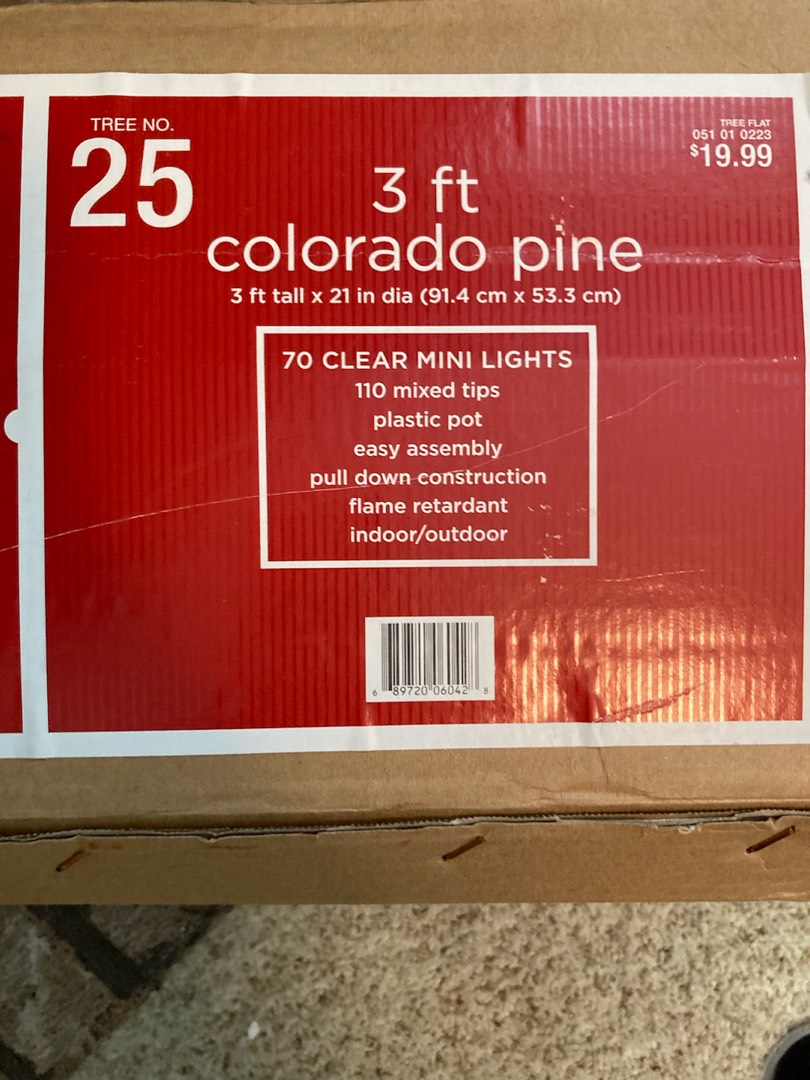 TREE NO.
25
TREE FLAT
051 01 0223
$19.99
3 ft
colorado pine
3 ft tall x 21 in dia (91.4 cm x 53.3 cm)
70 CLEAR MINI LIGHTS
110 mixed tips
plastic pot
easy assembly
pull down construction
flame retardant
indoor/outdoor
6 89720 06042 8